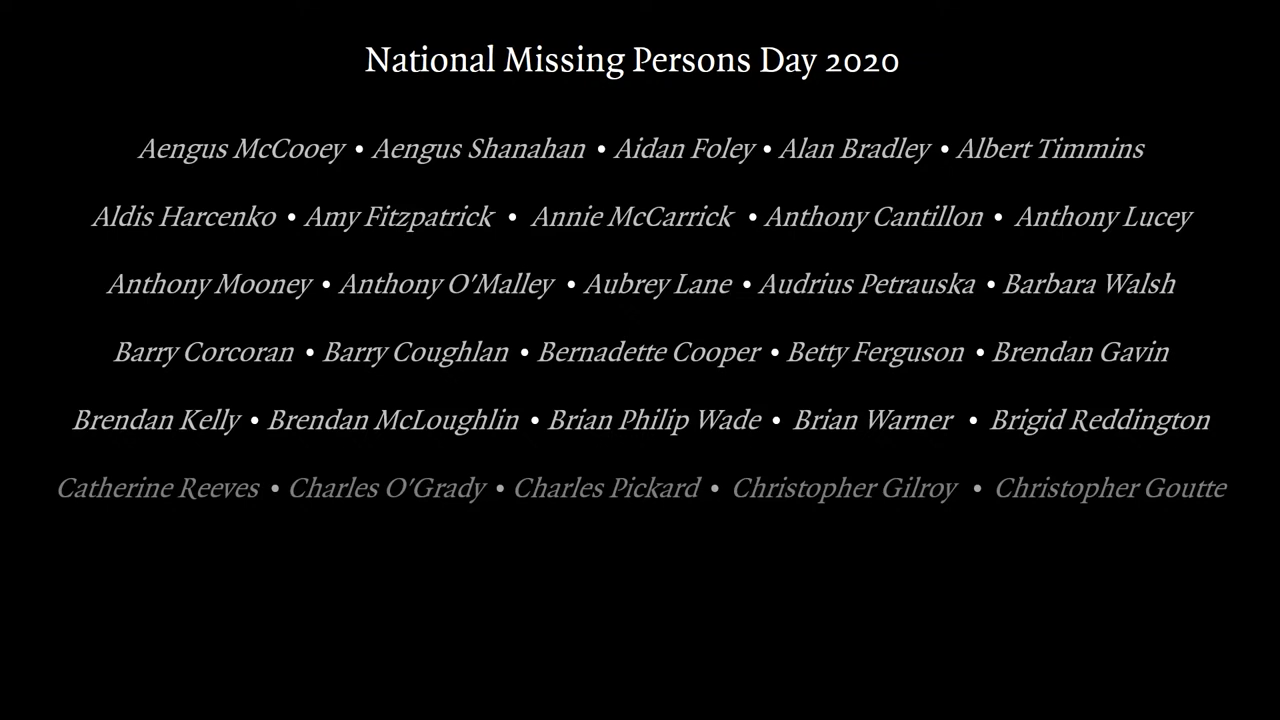 National Missing Persons Day 2020
Aengus McCooey • Aengus Shanahan • Aidan Foley • Alan Bradley • Albert Timmins
Aldis Harcenko • Amy Fitzpatrick • Annie McCarrick • Anthony Cantillon • Anthony Lucey
Anthony Mooney • Anthony O'Malley • Aubrey Lane • Audrius Petrauska • Barbara Walsh
Barry Corcoran • Barry Coughlan • Bernadette Cooper • Betty Ferguson • Brendan Gavin
Brendan Kelly • Brendan McLoughlin • Brian Philip Wade • Brian Warner • Brigid Reddington
Catherine Reeves • Charles O'Grady • Charles Pickard • Christopher Gilroy • Christopher Goutte